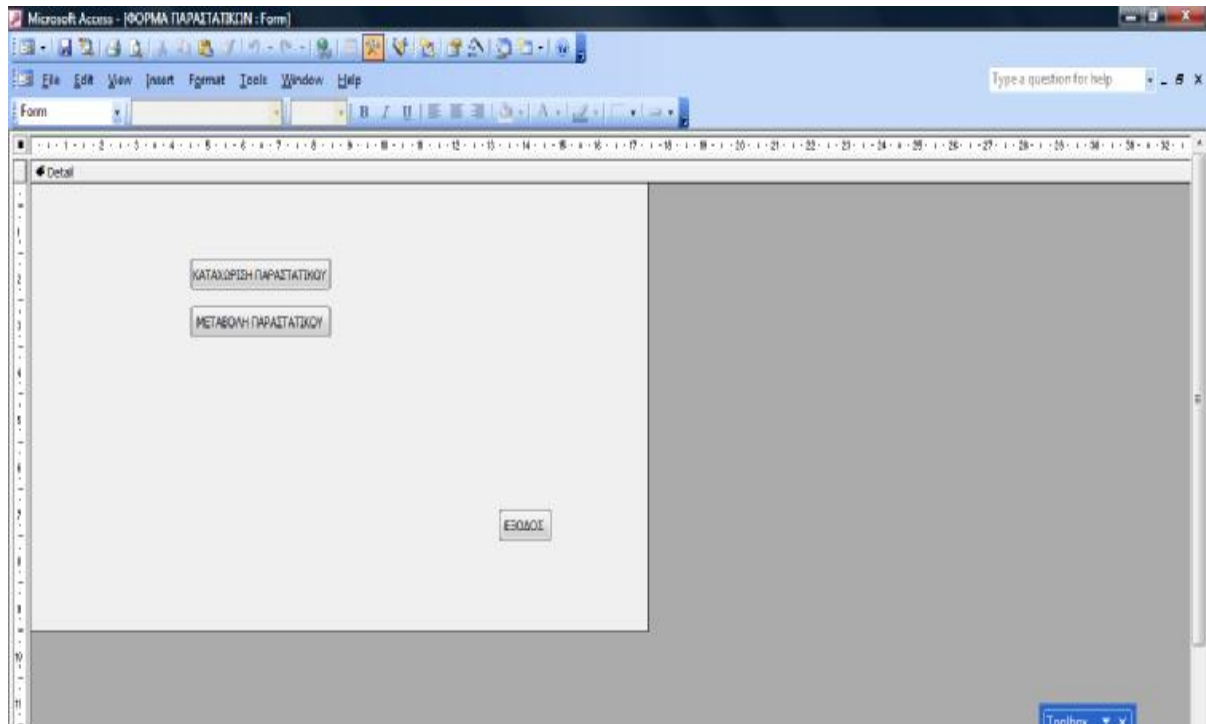 Microsoft Access - [ΦΟΡΜΑ ΠΑΡΑΣΤΑΤΙΚΩΝ : Form]
File Edit View Insert Format Tools Window Help
Type a question for help
Form
B I U
Detail
ΚΑΤΑΧΩΡΙΣΗ ΠΑΡΑΣΤΑΤΙΚΟΥ
ΜΕΤΑΒΟΛΗ ΠΑΡΑΣΤΑΤΙΚΟΥ
ΕΞΟΔΟΣ
Toolbox